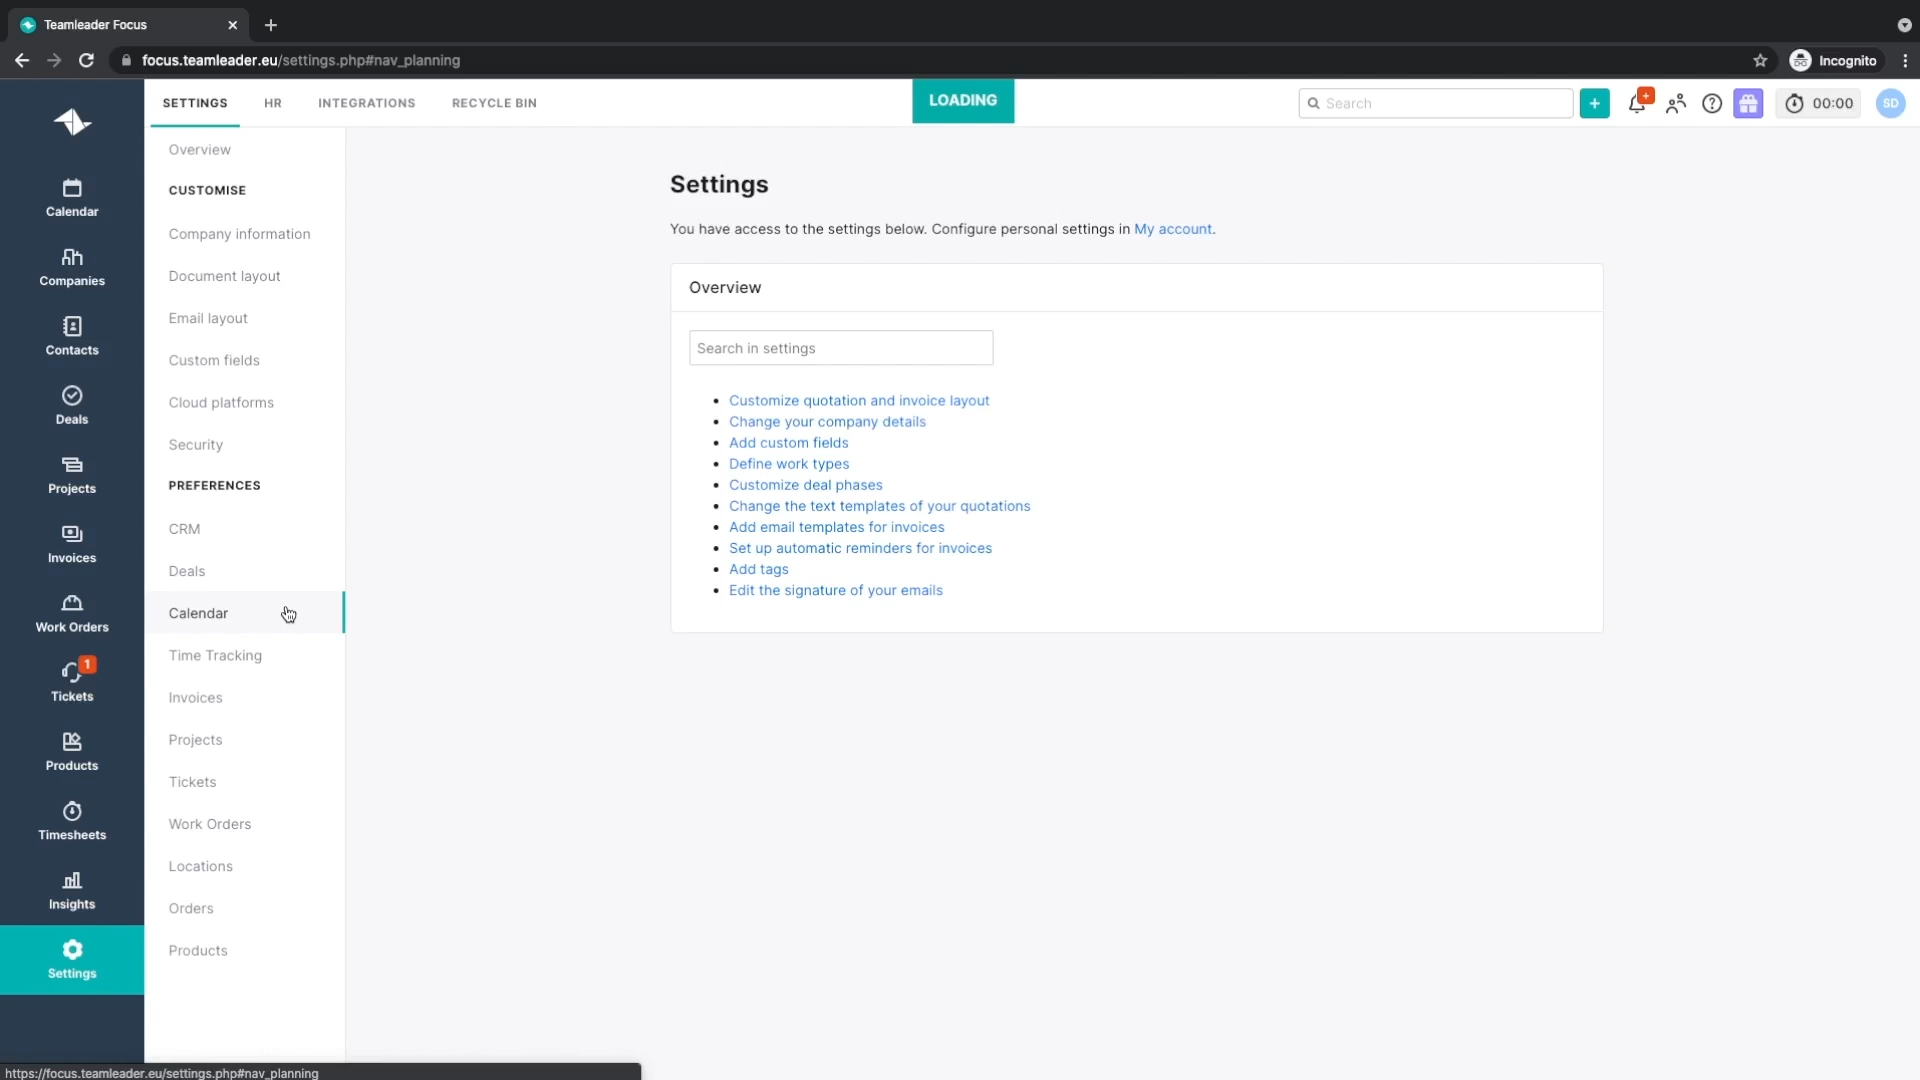 Teamleader Focus
focus.teamleader.eu/settings.php#nav_planning
Incognito
SETTINGS
HR
INTEGRATIONS
RECYCLE BIN
LOADING
Search
00:00
SD
Calendar
Companies
Contacts
Deals
Projects
Invoices
Work Orders
1
Tickets
Products
Timesheets
Insights
Settings
Overview
CUSTOMISE
Company information
Document layout
Email layout
Custom fields
Cloud platforms
Security
PREFERENCES
CRM
Deals
Calendar
Time Tracking
Invoices
Projects
Tickets
Work Orders
Locations
Orders
Products
Settings
You have access to the settings below. Configure personal settings in My account.
Overview
Search in settings
Customize quotation and invoice layout
Change your company details
Add custom fields
Define work types
Customize deal phases
Change the text templates of your quotations
Add email templates for invoices
Set up automatic reminders for invoices
Add tags
Edit the signature of your emails
https://focus.teamleader.eu/settings.php#nav_planning